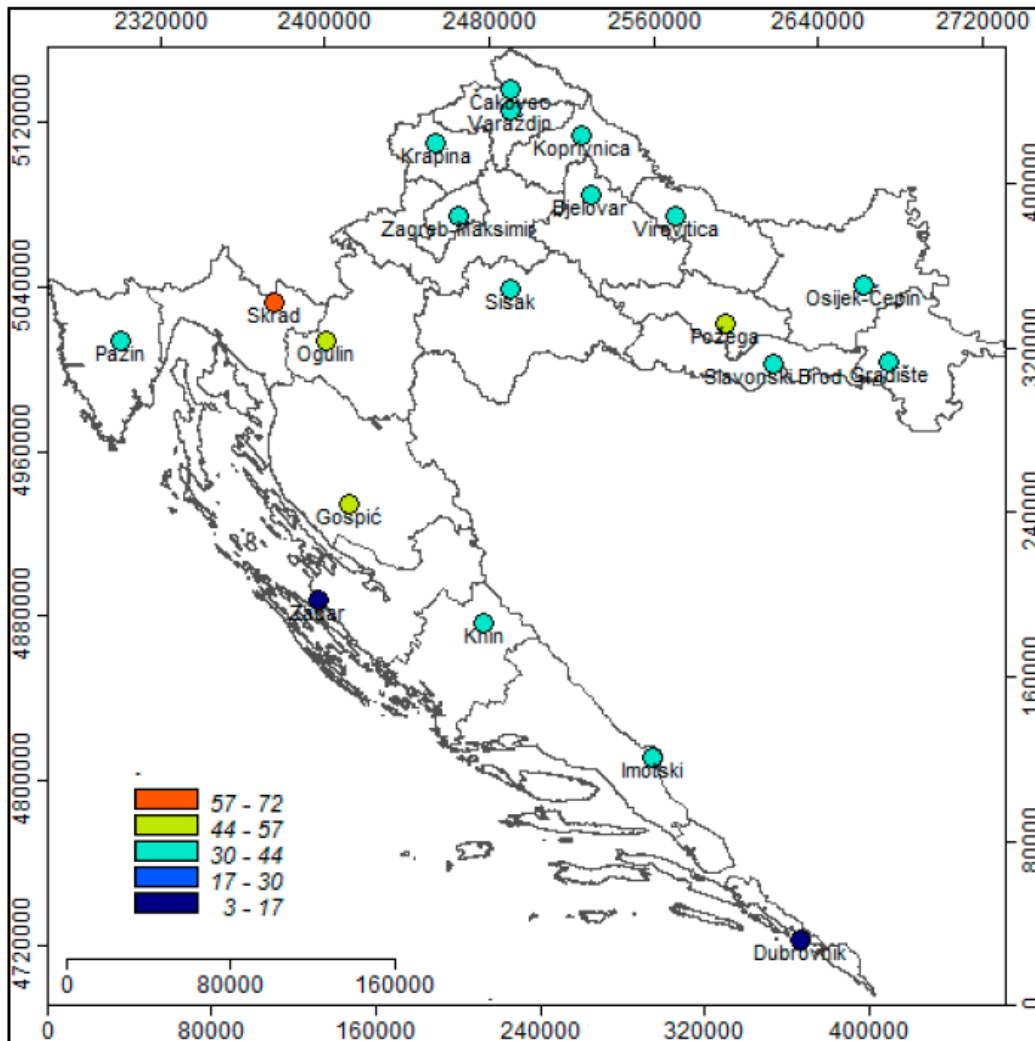 2320000 2400000 2480000 2560000 2640000 2720000
5120000
5040000
4960000
4880000
4800000
4720000
Čakovec
Varaždin
Koprivnica
Krapina
Bjelovar
Zagreb-Maksimir
Virovitica
Sisak
Osijek-Čepin
Skrad
Požega
Pazin
Ogulin
Slavonski Brod
Gradište
Gospić
Zadar
Knin
Imotski
Dubrovnik
57 - 72
44 - 57
30 - 44
17 - 30
3 - 17
0 80000 160000
400000
320000
240000
160000
80000
0
0 80000 160000 240000 320000 400000